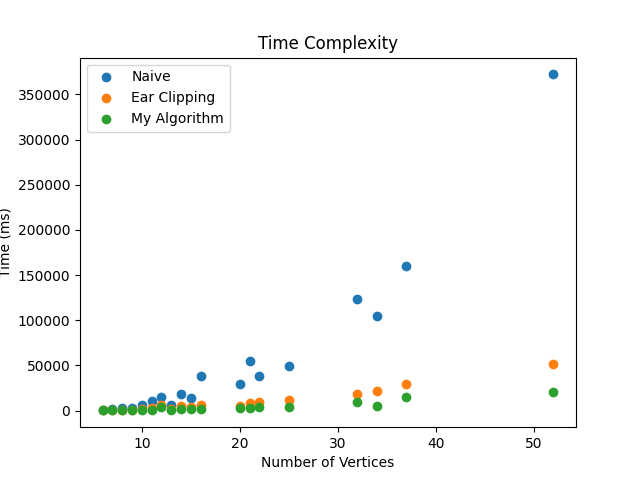 Time Complexity
Naive
Ear Clipping
My Algorithm
350000
300000
250000
200000
150000
100000
50000
0
Time (ms)
10
20
30
40
50
Number of Vertices